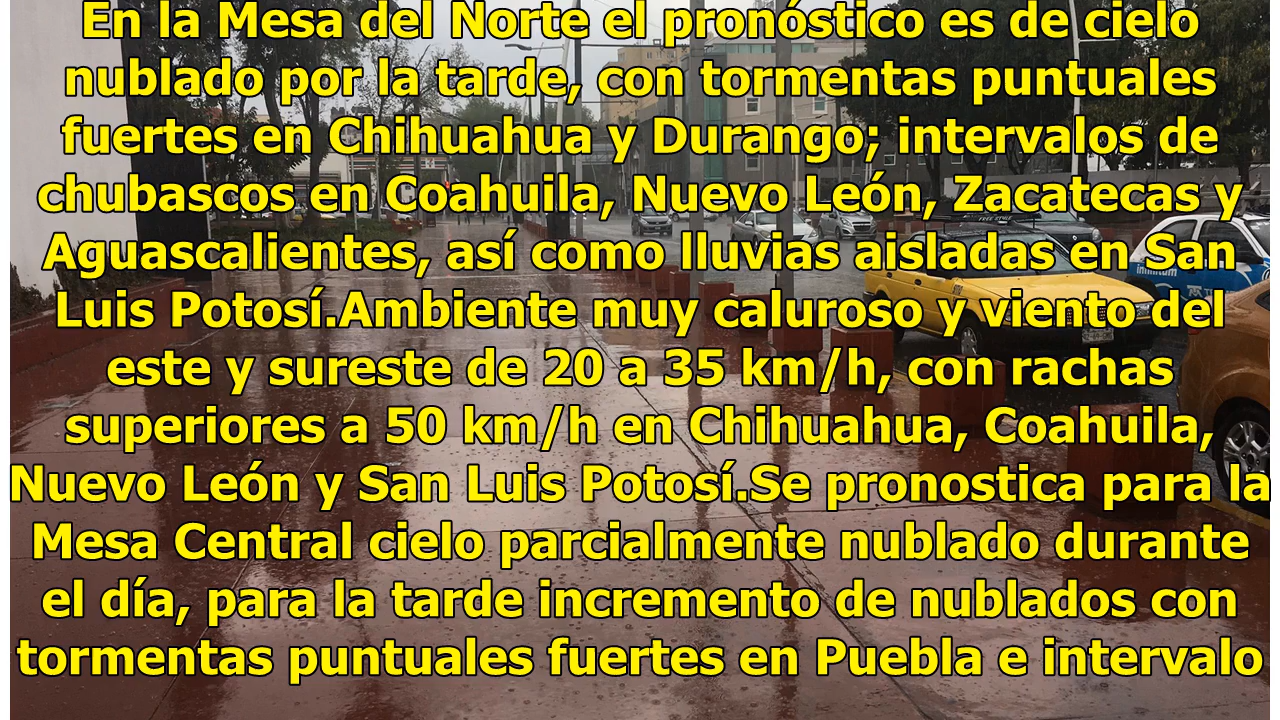 En la Mesa del Norte el pronóstico es de cielo
nublado por la tarde, con tormentas puntuales
fuertes en Chihuahua y Durango; intervalos de
chubascos en Coahuila, Nuevo León, Zacatecas y
Aguascalientes, así como lluvias aisladas en San
Luis Potosí.Ambiente muy caluroso y viento del
este y sureste de 20 a 35 km/h, con rachas
superiores a 50 km/h en Chihuahua, Coahuila,
Nuevo León y San Luis Potosí.Se pronostica para la
Mesa Central cielo parcialmente nublado durante
el día, para la tarde incremento de nublados con
tormentas puntuales fuertes en Puebla e intervalo
FREE STYLE
infinitum